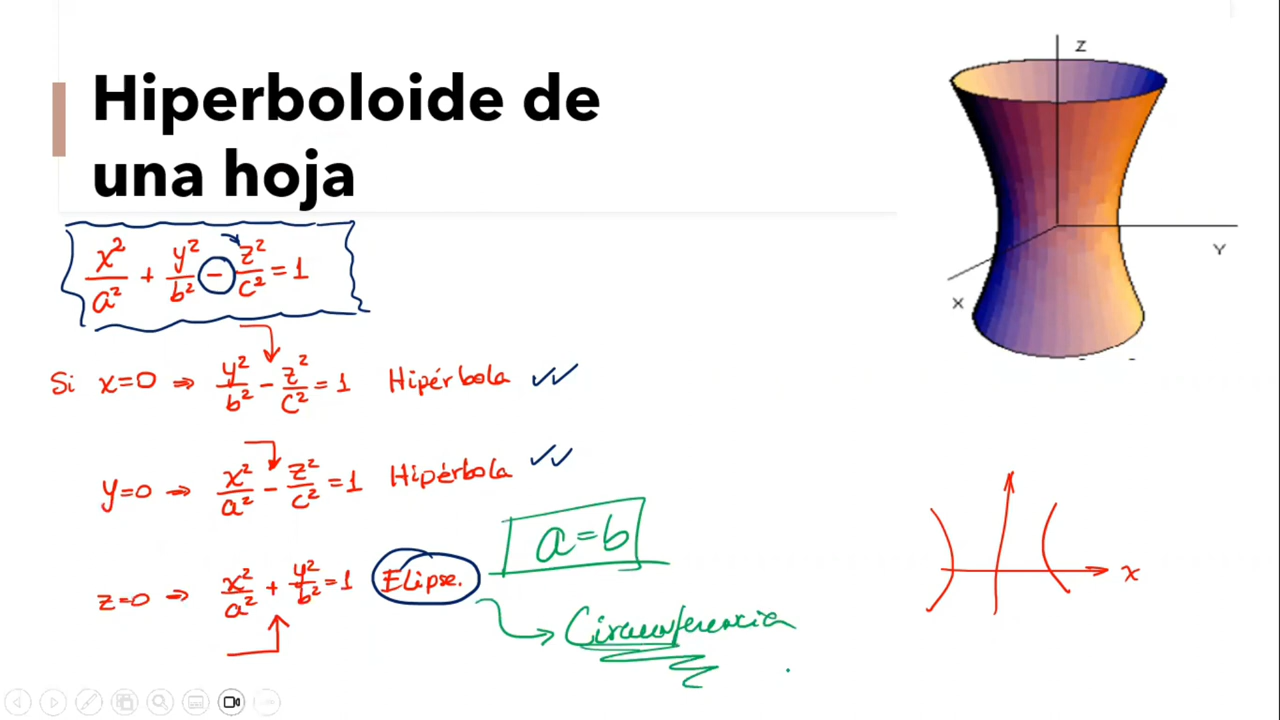 Hiperboloide de
una hoja
x²/a² + y²/b² − z²/c² = 1
Si x=0 ⇒ y²/b² − z²/c² = 1 Hipérbola ✓✓
y=0 ⇒ x²/a² − z²/c² = 1 Hipérbola ✓✓
a=b
z=0 ⇒ x²/a² + y²/b² = 1 Elipse.
Circunferencia
Z
Y
X
x